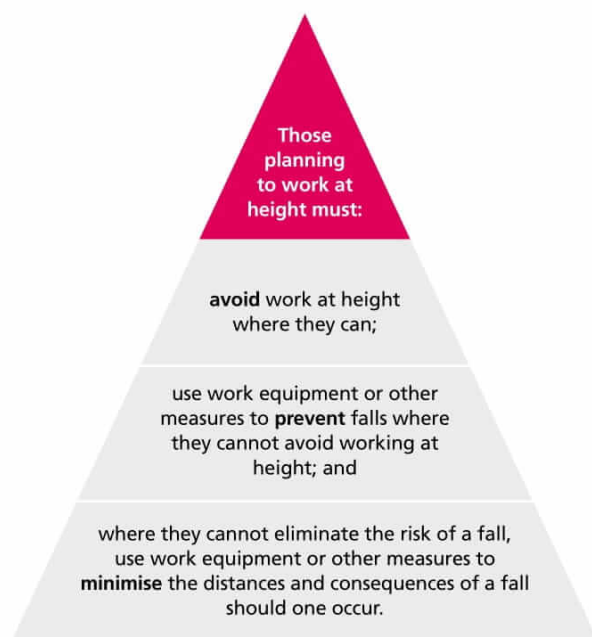 Those
planning
to work at
height must:
avoid work at height
where they can;
use work equipment or other
measures to prevent falls where
they cannot avoid working at
height; and
where they cannot eliminate the risk of a fall,
use work equipment or other measures to
minimise the distances and consequences of a fall
should one occur.